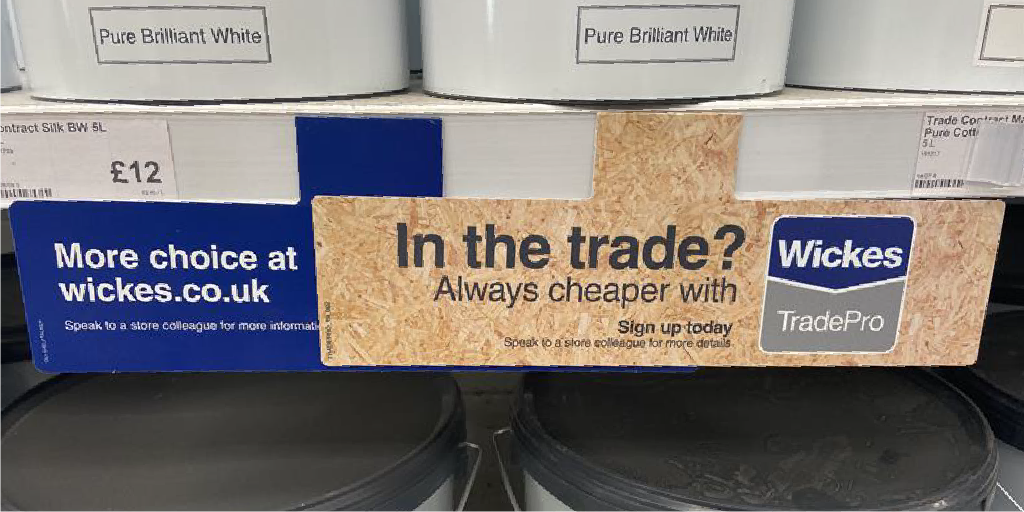 Pure Brilliant White
Pure Brilliant White
ontract Silk BW 5L
£12
Trade Contract Ma
Pure Cott
5L
More choice at
wickes.co.uk
Speak to a store colleague for more informati
In the trade?
Always cheaper with
Sign up today
Speak to a store colleague for more details
Wickes
TradePro